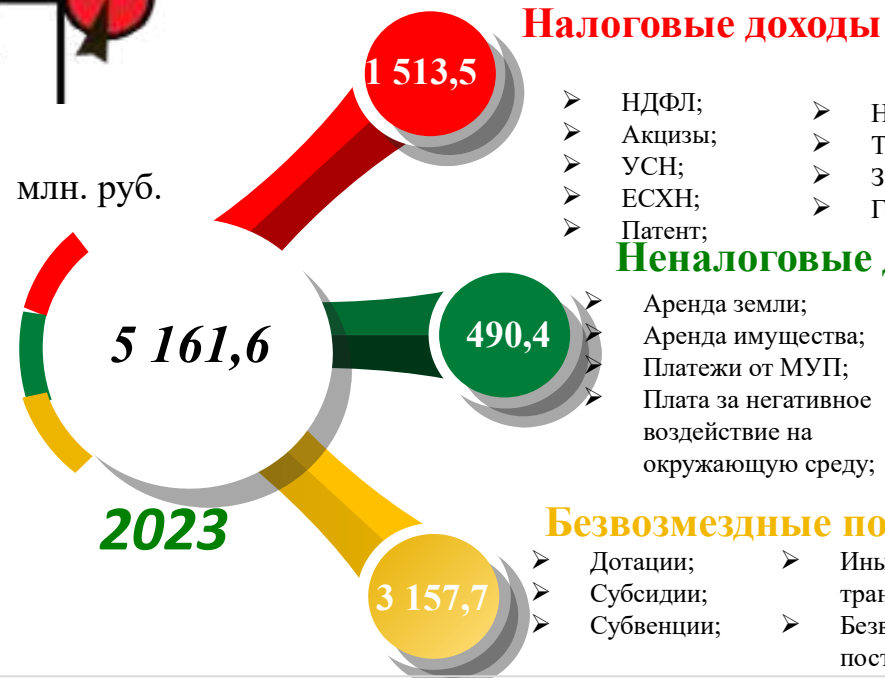 Налоговые доходы
1 513,5
НДФЛ;
Акцизы;
УСН;
ЕСХН;
Патент;
млн. руб.
5 161,6
2023
Неналоговые
490,4
Аренда земли;
Аренда имущества;
Платежи от МУП;
Плата за негативное
воздействие на
окружающую среду;
Безвозмездные
3 157,7
Дотации;
Субсидии;
Субвенции;